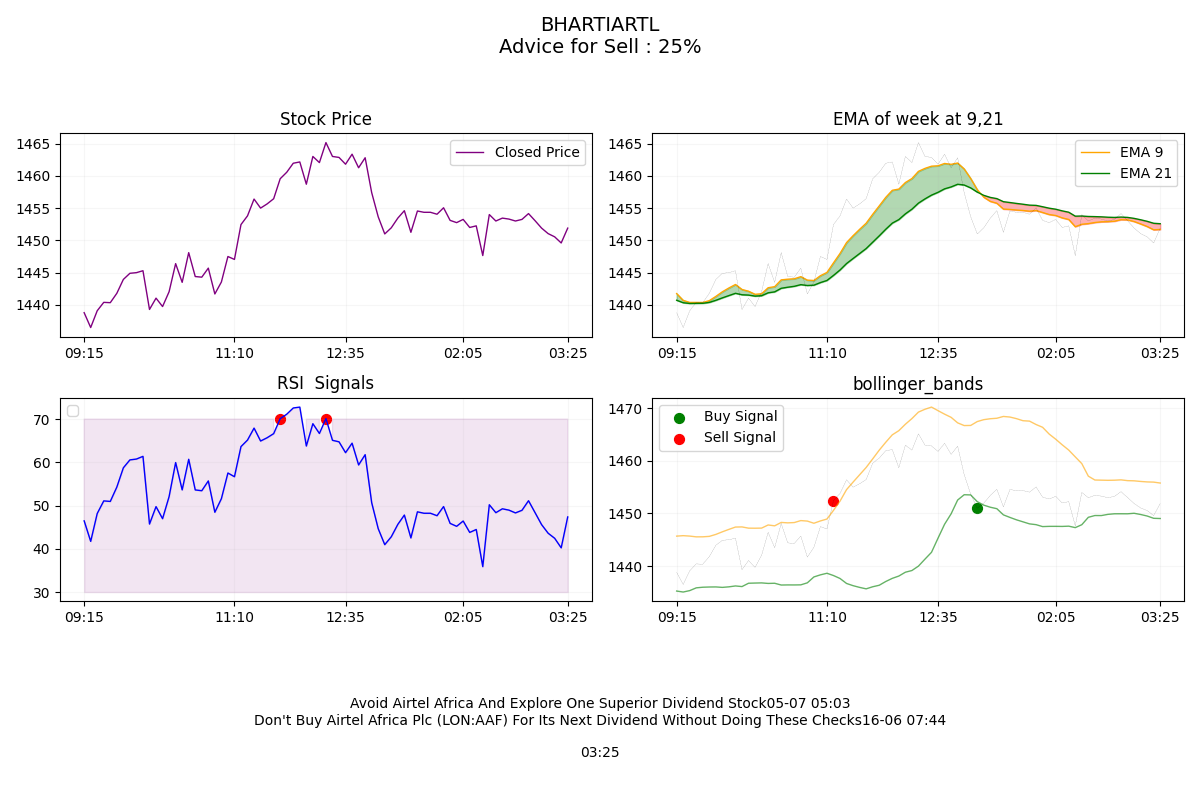 BHARTIARTL
Advice for Sell : 25%
Stock Price
1465
1460
1455
1450
1445
1440
Closed Price
09:15 11:10 12:35 02:05 03:25
EMA of week at 9,21
1465
1460
1455
1450
1445
1440
EMA 9
EMA 21
09:15 11:10 12:35 02:05 03:25
RSI  Signals
70
60
50
40
30
09:15 11:10 12:35 02:05 03:25
bollinger_bands
1470
1460
1450
1440
Buy Signal
Sell Signal
09:15 11:10 12:35 02:05 03:25
Avoid Airtel Africa And Explore One Superior Dividend Stock05-07 05:03
Don't Buy Airtel Africa Plc (LON:AAF) For Its Next Dividend Without Doing These Checks16-06 07:44
03:25